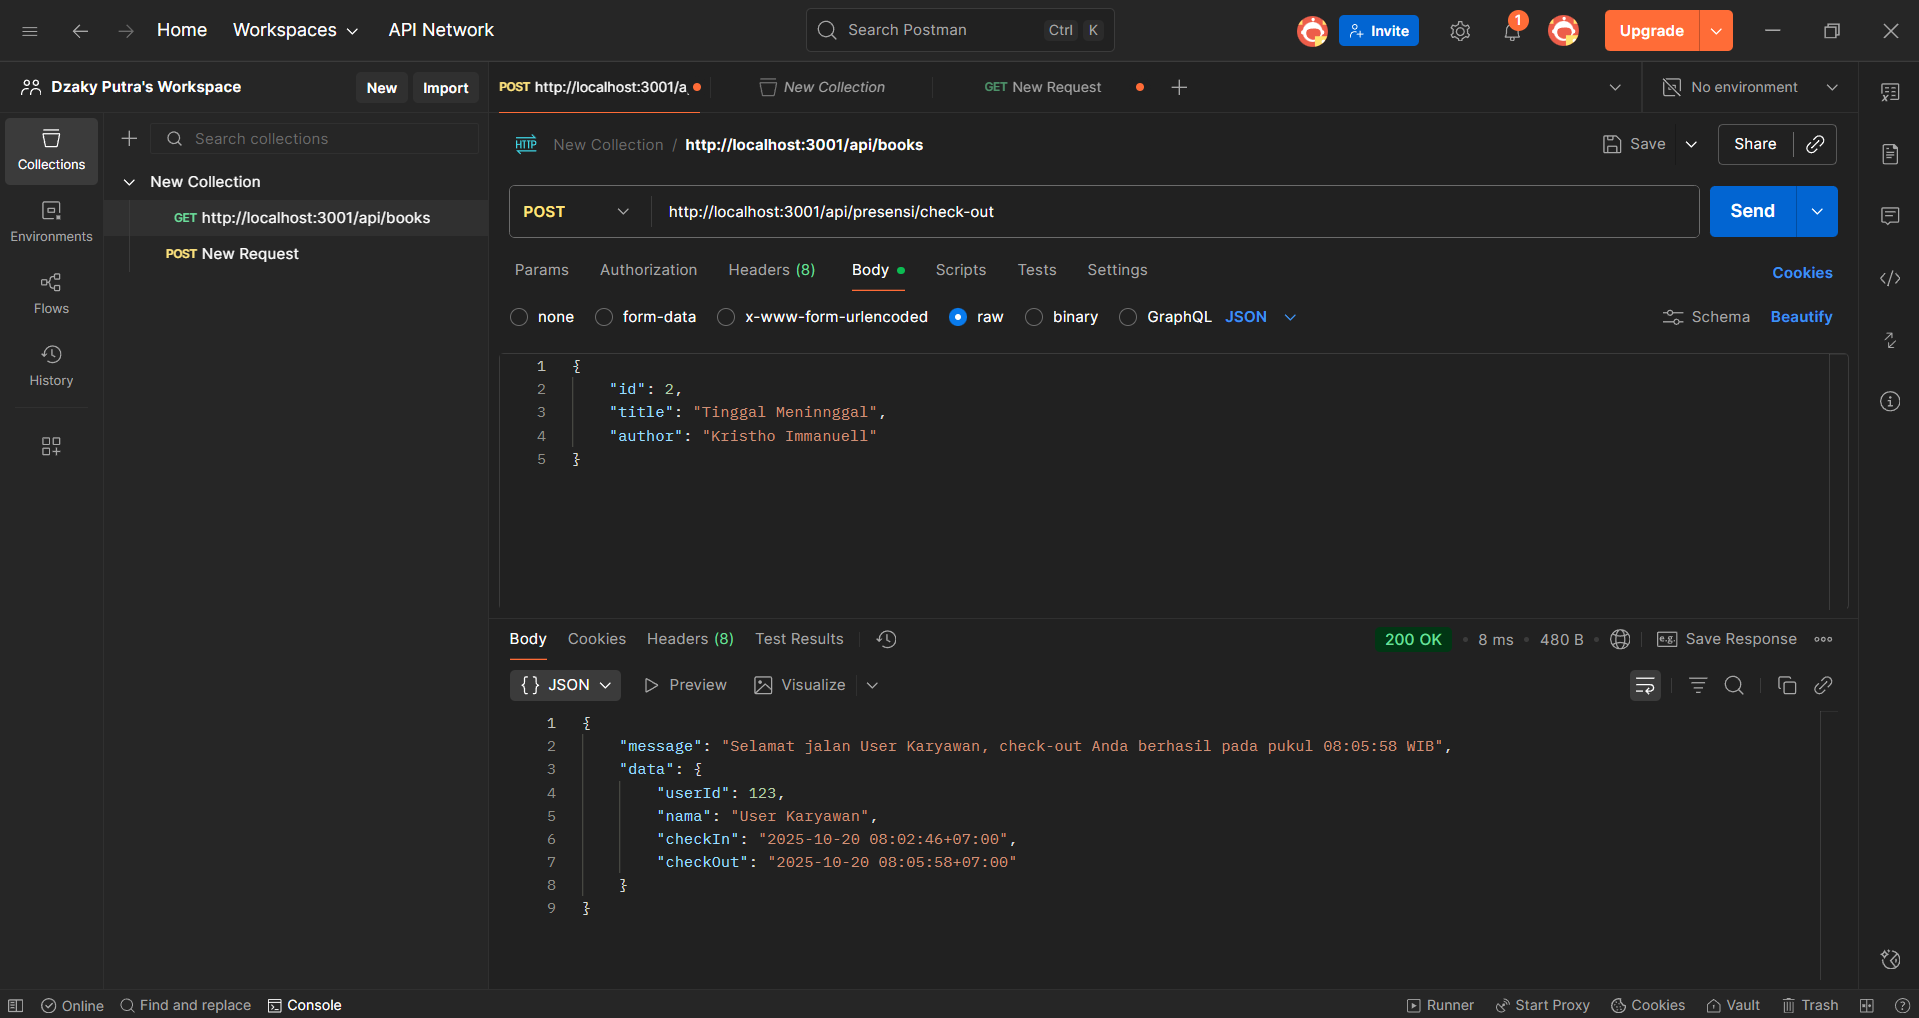 Home Workspaces API Network Search Postman Ctrl K Invite 1 Upgrade
Dzaky Putra's Workspace New Import POST http://localhost:3001/a New Collection GET New Request No environment
Collections Search collections New Collection / http://localhost:3001/api/books Save Share
New Collection
GET http://localhost:3001/api/books POST http://localhost:3001/api/presensi/check-out Send
Environments
POST New Request
Params Authorization Headers (8) Body Scripts Tests Settings Cookies
Flows
none form-data x-www-form-urlencoded raw binary GraphQL JSON Schema Beautify
History
1 {
2 "id": 2,
3 "title": "Tinggal Meninnggal",
4 "author": "Kristho Immanuell"
5 }
Body Cookies Headers (8) Test Results 200 OK 8 ms 480 B e.g. Save Response
{} JSON Preview Visualize
1 {
2 "message": "Selamat jalan User Karyawan, check-out Anda berhasil pada pukul 08:05:58 WIB",
3 "data": {
4 "userId": 123,
5 "nama": "User Karyawan",
6 "checkIn": "2025-10-20 08:02:46+07:00",
7 "checkOut": "2025-10-20 08:05:58+07:00"
8 }
9 }
Online Find and replace Console Runner Start Proxy Cookies Vault Trash